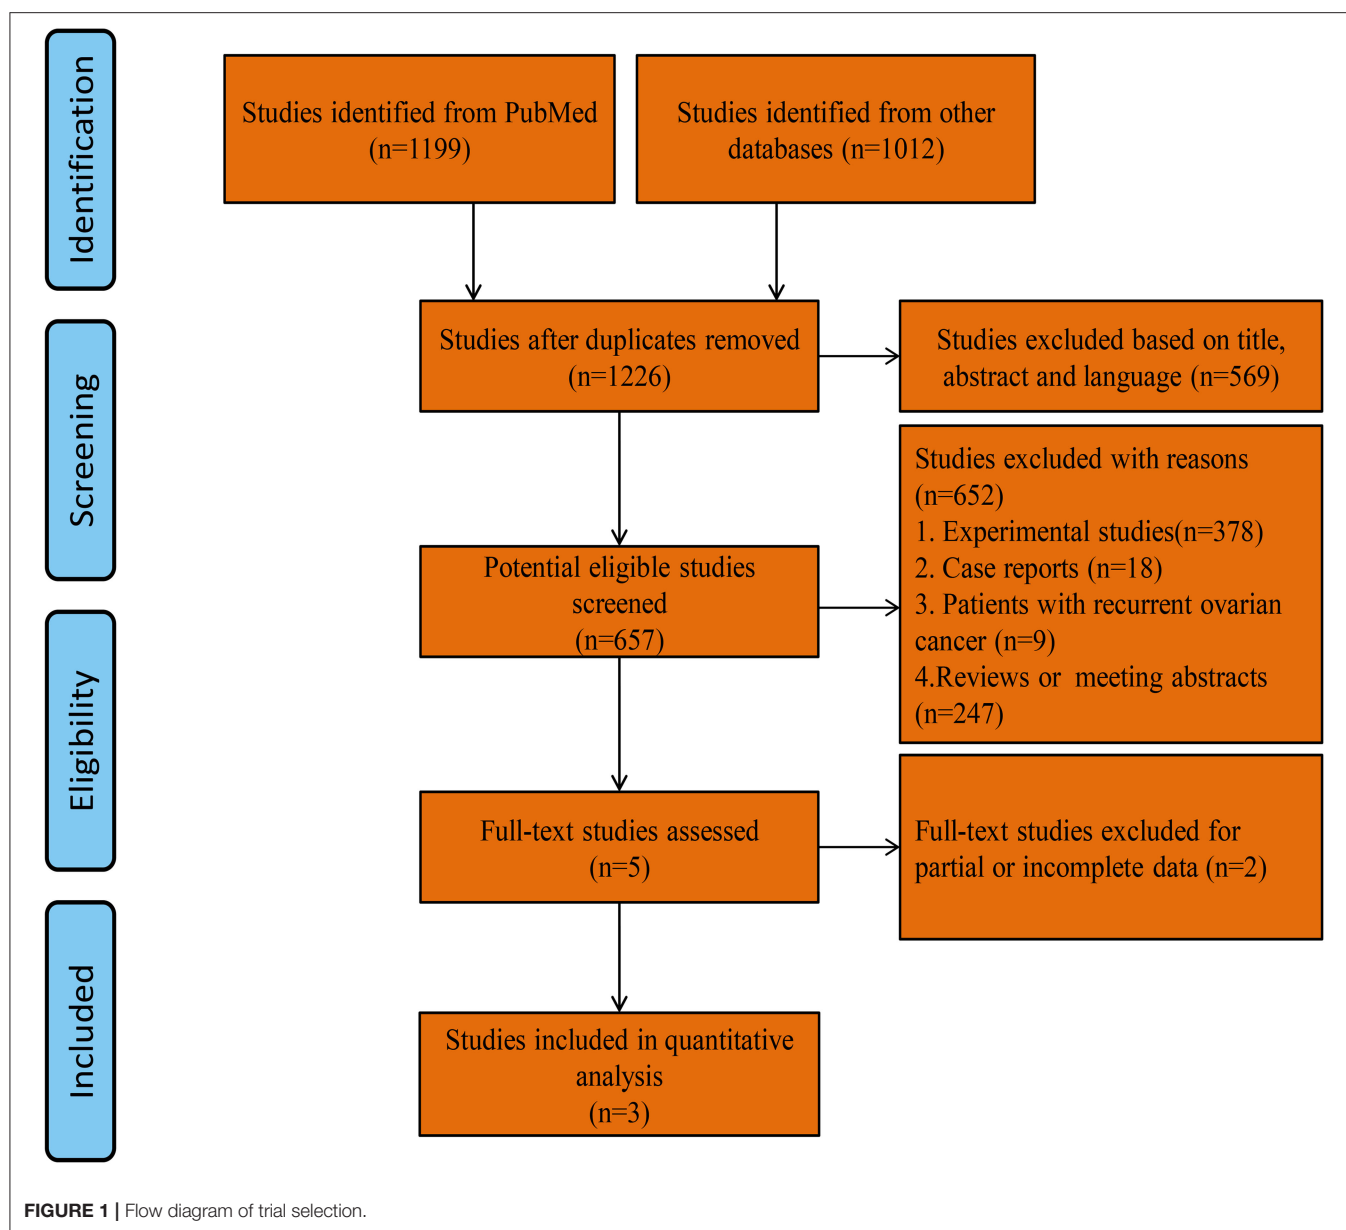 Identification
Studies identified from PubMed
(n=1199)
Studies identified from other
databases (n=1012)
Screening
Studies after duplicates removed
(n=1226)
Studies excluded based on title,
abstract and language (n=569)
Potential eligible studies
screened
(n=657)
Studies excluded with reasons
(n=652)
1. Experimental studies(n=378)
2. Case reports (n=18)
3. Patients with recurrent ovarian
cancer (n=9)
4.Reviews or meeting abstracts
(n=247)
Eligibility
Full-text studies assessed
(n=5)
Full-text studies excluded for
partial or incomplete data (n=2)
Included
Studies included in quantitative
analysis
(n=3)
FIGURE 1 | Flow diagram of trial selection.